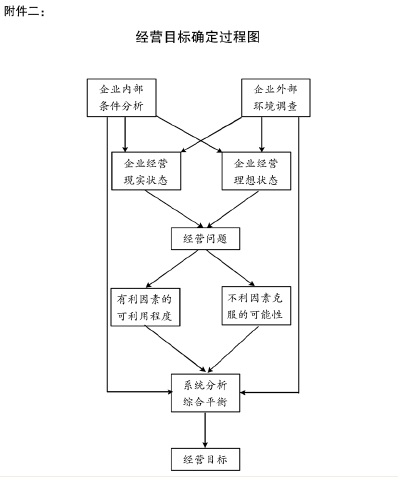 附件二：
经营目标确定过程图
企业内部
条件分析
企业外部
环境调查
企业经营
现实状态
企业经营
理想状态
经营问题
有利因素的
可利用程度
不利因素克
服的可能性
系统分析
综合平衡
经营目标